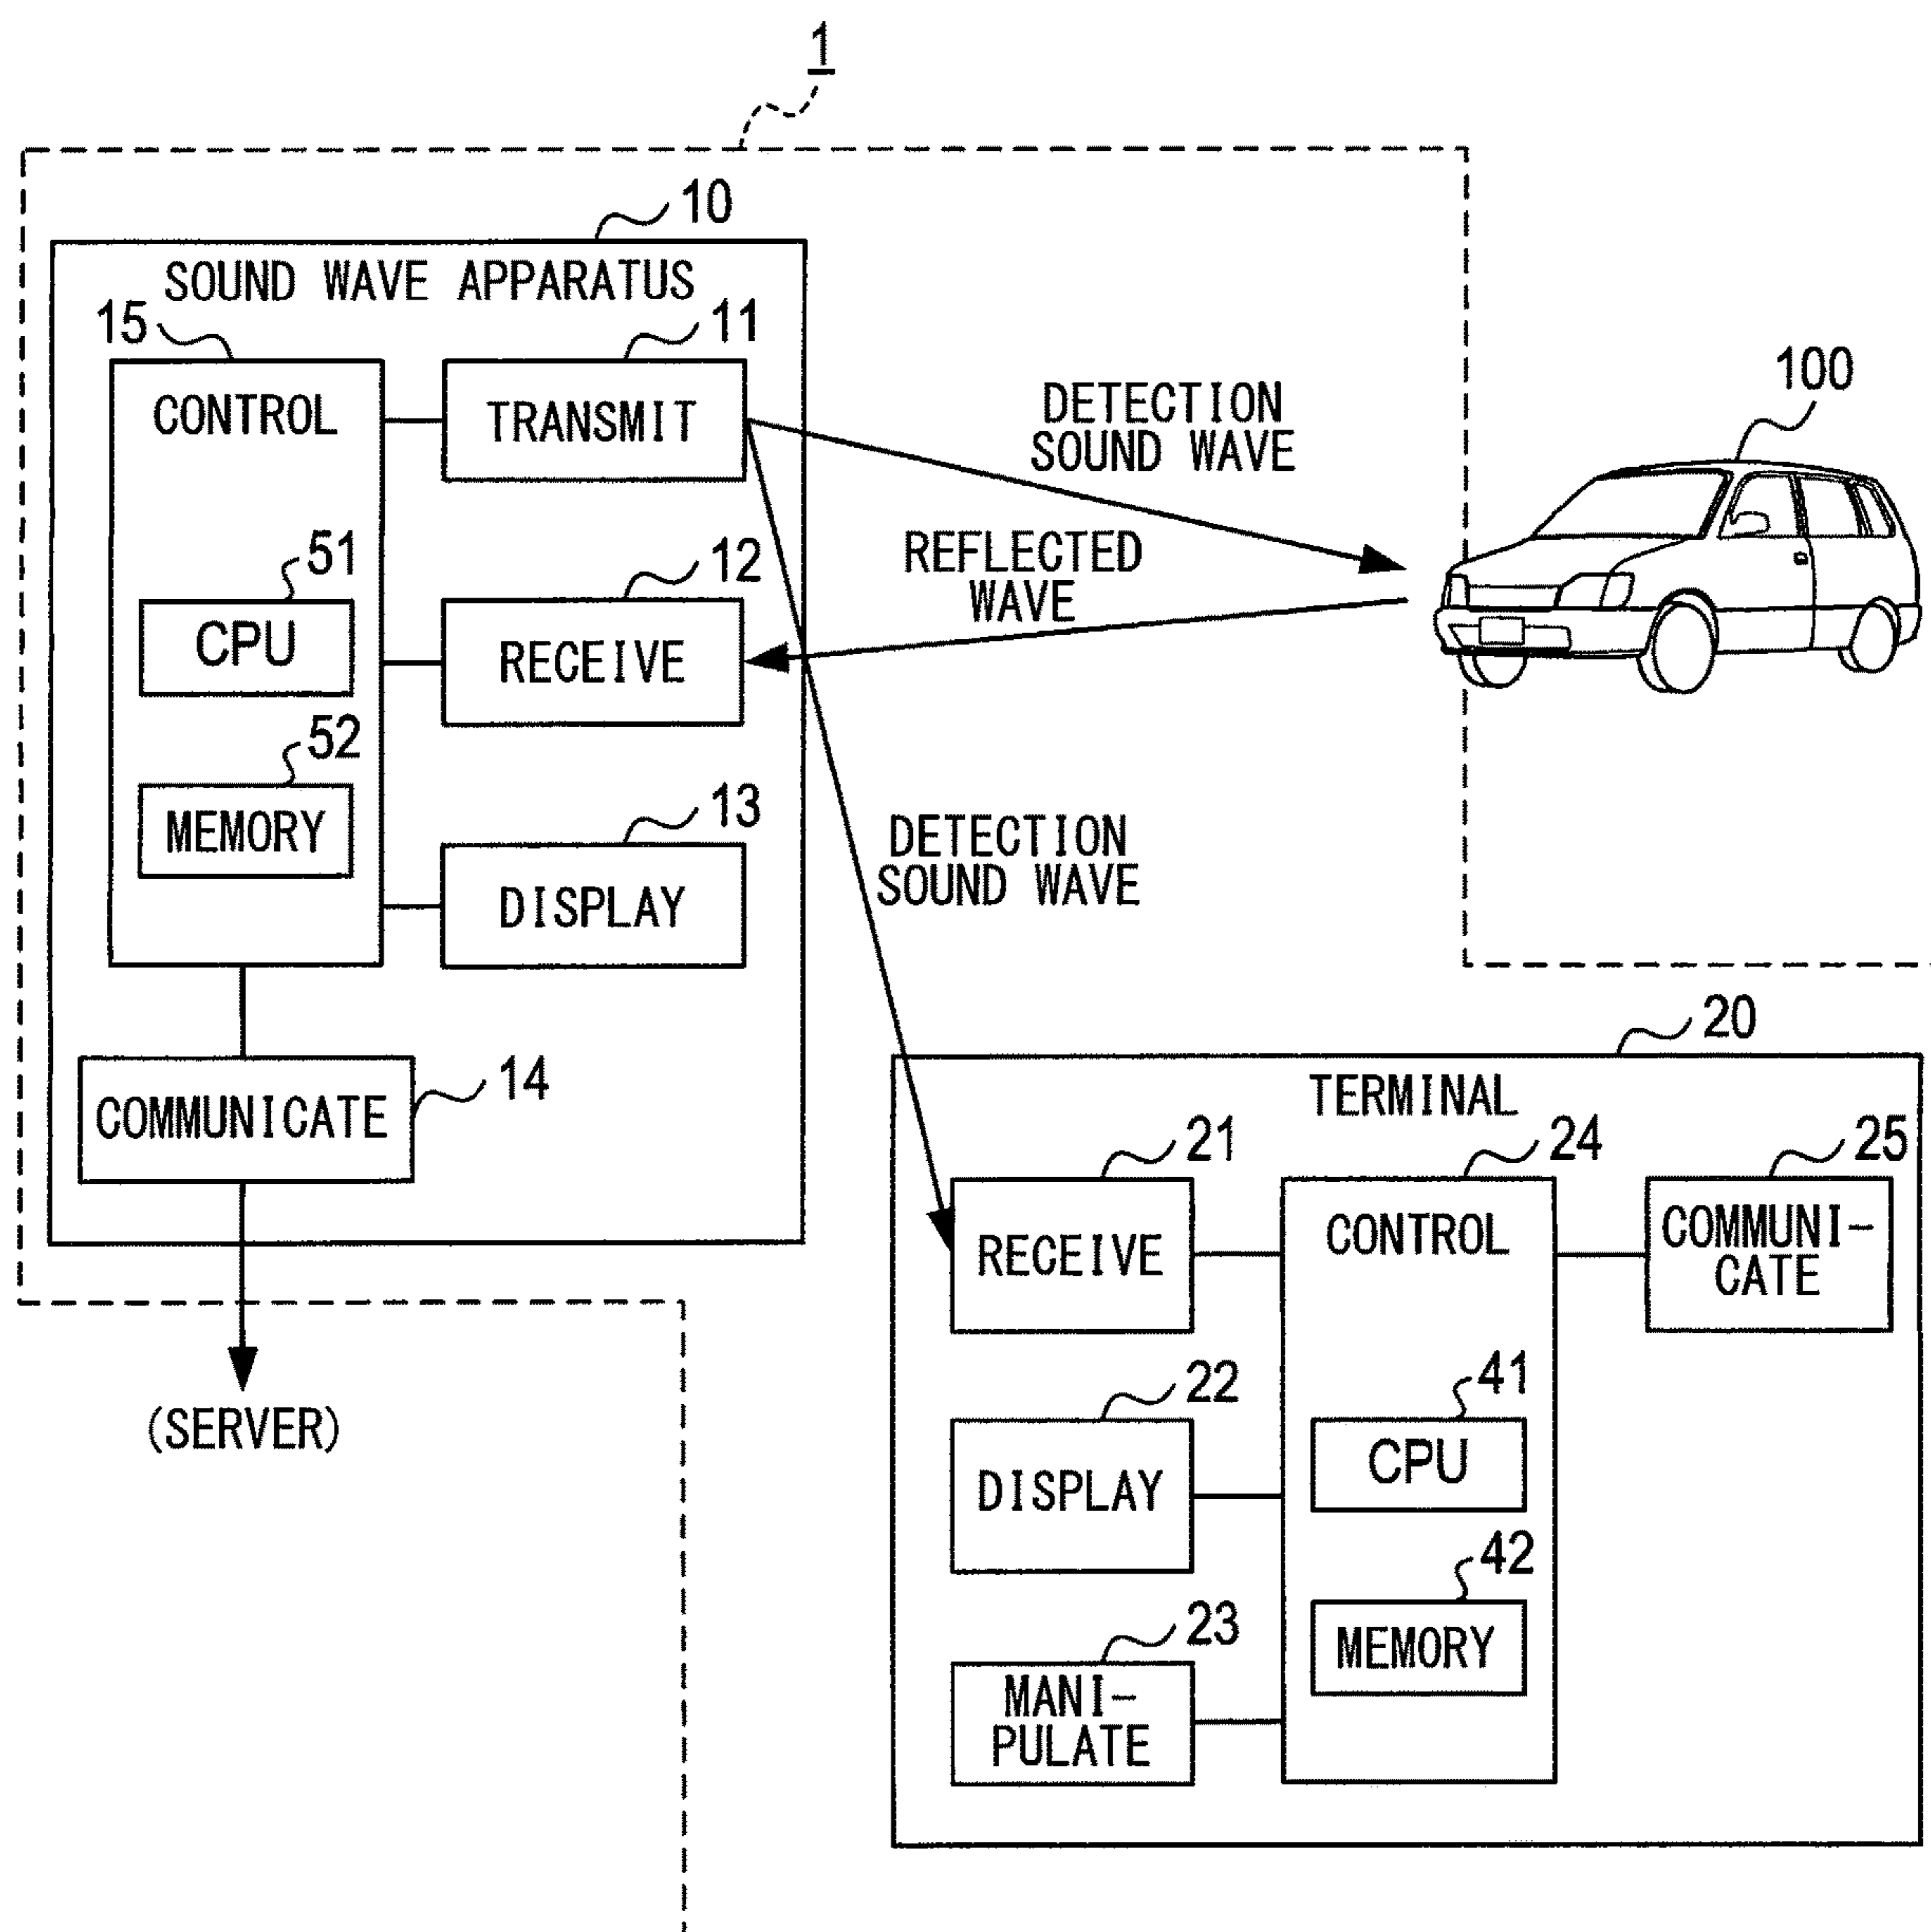 1
10
SOUND WAVE APPARATUS
15
11
CONTROL
TRANSMIT
DETECTION
SOUND WAVE
100
51
CPU
12
RECEIVE
REFLECTED
WAVE
52
MEMORY
13
DISPLAY
DETECTION
SOUND WAVE
14
COMMUNICATE
(SERVER)
20
TERMINAL
21
RECEIVE
24
CONTROL
25
COMMUNI-
CATE
22
DISPLAY
41
CPU
42
MEMORY
23
MANI-
PULATE